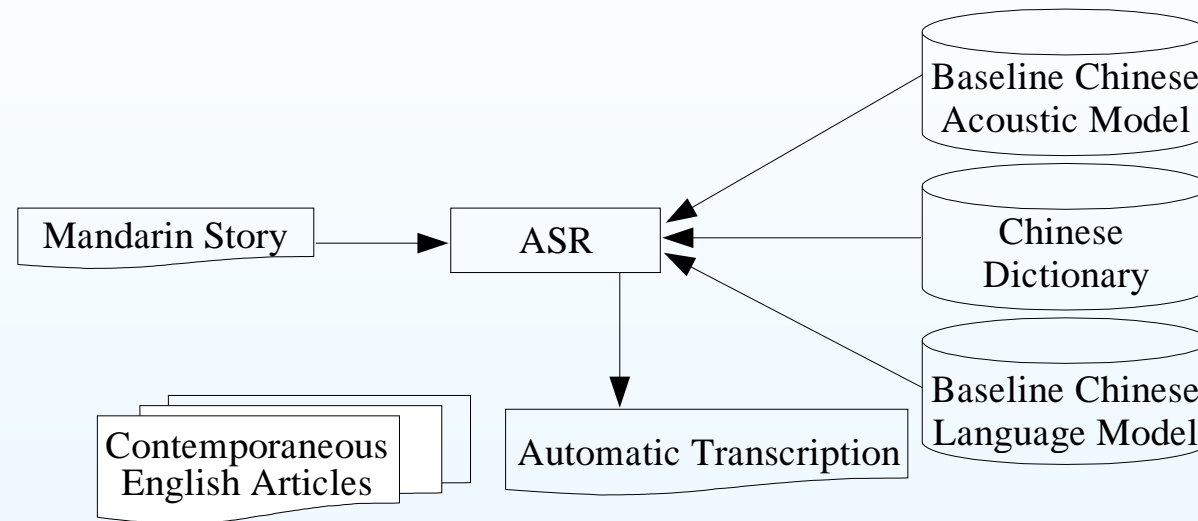 Baseline Chinese
Acoustic Model
Mandarin Story
ASR
Chinese
Dictionary
Baseline Chinese
Language Model
Contemporaneous
English Articles
Automatic Transcription